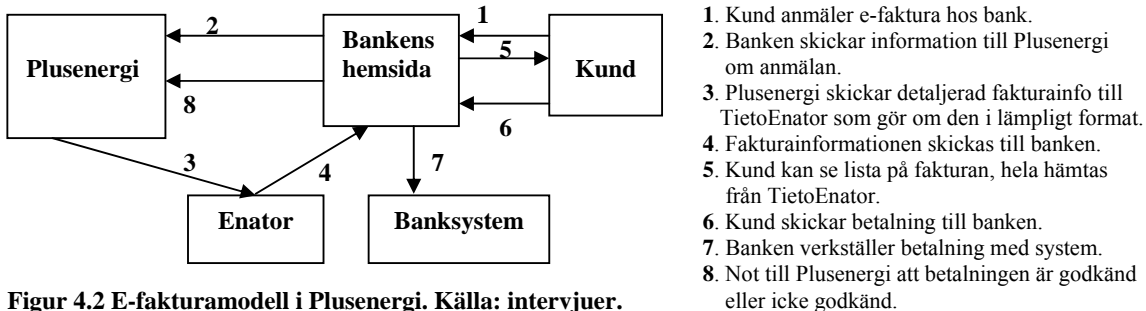 1
2
Plusenergi
Bankens
hemsida
5
Kund
8
6
3
4
7
Enator
Banksystem
Figur 4.2 E-fakturamodell i Plusenergi. Källa: intervjuer.
1. Kund anmäler e-faktura hos bank.
2. Banken skickar information till Plusenergi
om anmälan.
3. Plusenergi skickar detaljerad fakturainfo till
TietoEnator som gör om den i lämpligt format.
4. Fakturainformationen skickas till banken.
5. Kund kan se lista på fakturan, hela hämtas
från TietoEnator.
6. Kund skickar betalning till banken.
7. Banken verkställer betalning med system.
8. Not till Plusenergi att betalningen är godkänd
eller icke godkänd.